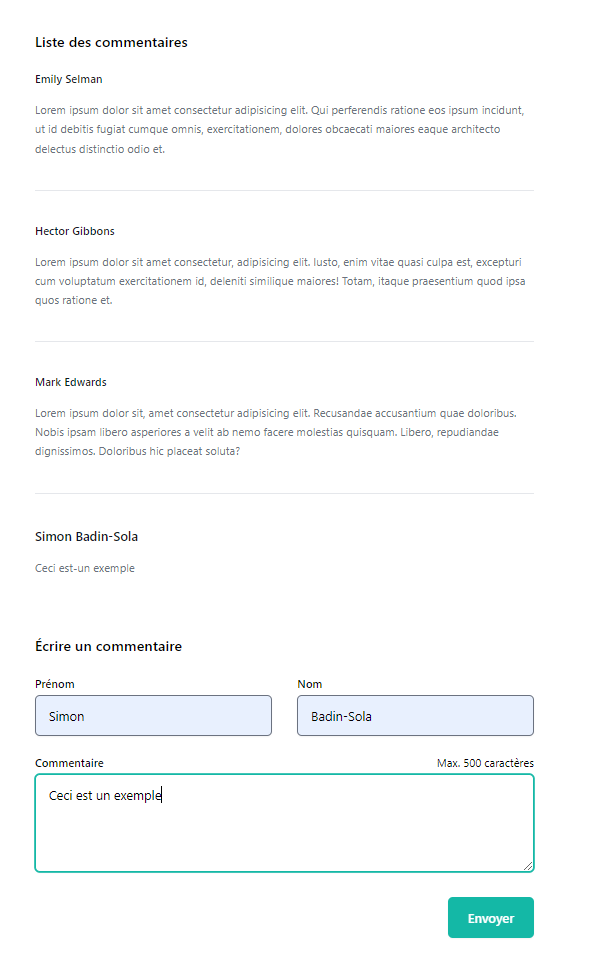 Liste des commentaires
Emily Selman
Lorem ipsum dolor sit amet consectetur adipisicing elit. Qui perferendis ratione eos ipsum incidunt,
ut id debitis fugiat cumque omnis, exercitationem, dolores obcaecati maiores eaque architecto
delectus distinctio odio et.
Hector Gibbons
Lorem ipsum dolor sit amet consectetur, adipisicing elit. Iusto, enim vitae quasi culpa est, excepturi
cum voluptatum exercitationem id, deleniti similique maiores! Totam, itaque praesentium quod ipsa
quos ratione et.
Mark Edwards
Lorem ipsum dolor sit, amet consectetur adipisicing elit. Recusandae accusantium quae doloribus.
Nobis ipsam libero asperiores a velit ab nemo facere molestias quisquam. Libero, repudiandae
dignissimos. Doloribus hic placeat soluta?
Simon Badin-Sola
Ceci est-un exemple
Écrire un commentaire
Prénom Nom
Simon Badin-Sola
Commentaire Max. 500 caractères
Ceci est un exemple
Envoyer